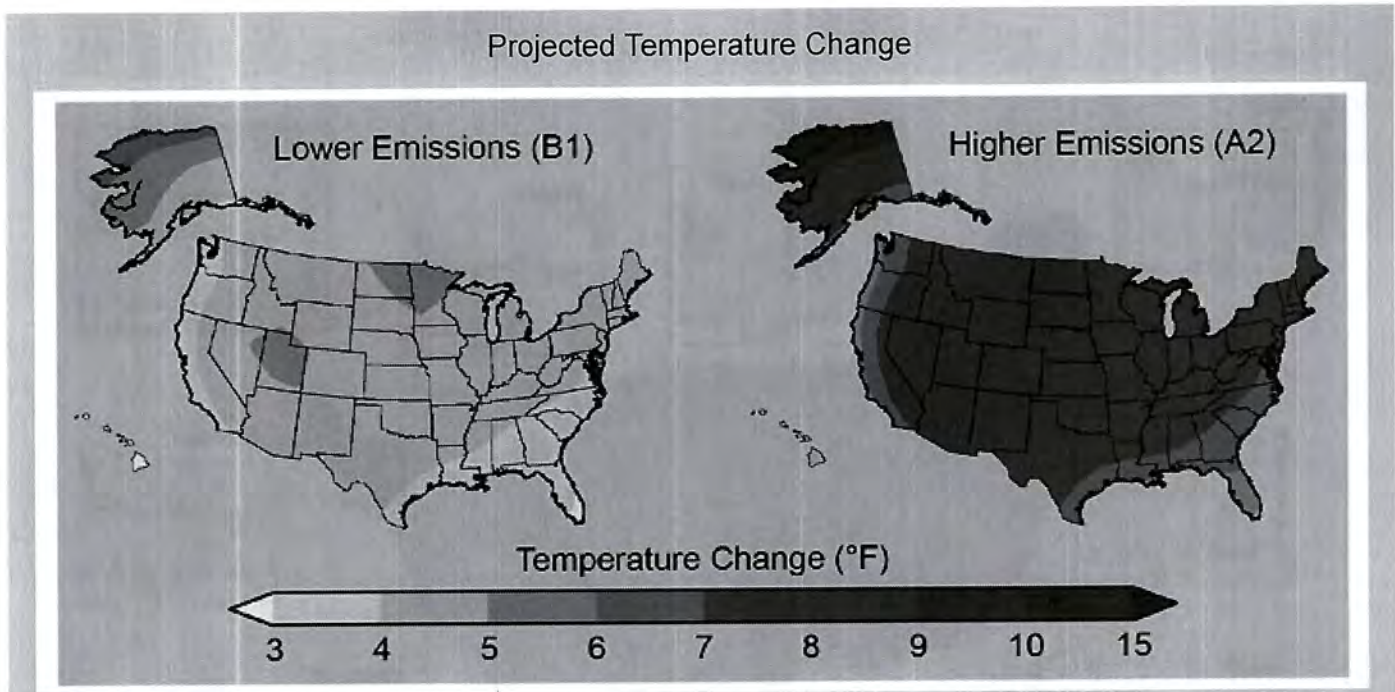 Projected Temperature Change
Lower Emissions (B1)
Higher Emissions (A2)
Temperature Change (°F)
3 4 5 6 7 8 9 10 15